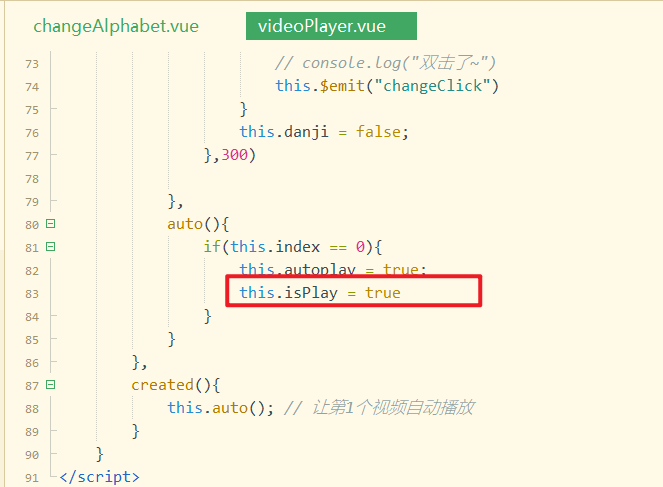 changeAlphabet.vue videoPlayer.vue
73 // console.log("双击了~")
74 this.$emit("changeClick")
75 }
76 this.danji = false;
77 },300)
78
79 },
80 auto(){
81 if(this.index == 0){
82 this.autoplay = true;
83 this.isPlay = true
84 }
85 }
86 },
87 created(){
88 this.auto(); // 让第1个视频自动播放
89 }
90 }
91 </script>